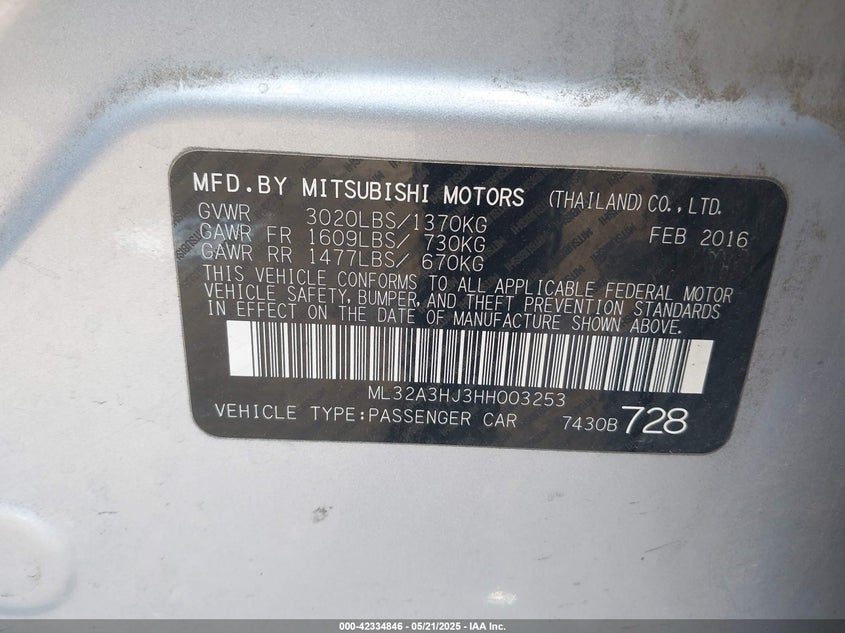 MFD.BY MITSUBISHI MOTORS (THAILAND) CO., LTD.
GVWR 3020LBS/1370KG FEB 2016
GAWR FR 1609LBS/ 730KG
GAWR RR 1477LBS/ 670KG
THIS VEHICLE CONFORMS TO ALL APPLICABLE FEDERAL MOTOR
VEHICLE SAFETY, BUMPER, AND THEFT PREVENTION STANDARDS
IN EFFECT ON THE DATE OF MANUFACTURE SHOWN ABOVE.
ML32A3HJ3HH003253
VEHICLE TYPE:PASSENGER CAR 7430B 728
000-42334846 - 05/21/2025 - IAA Inc.